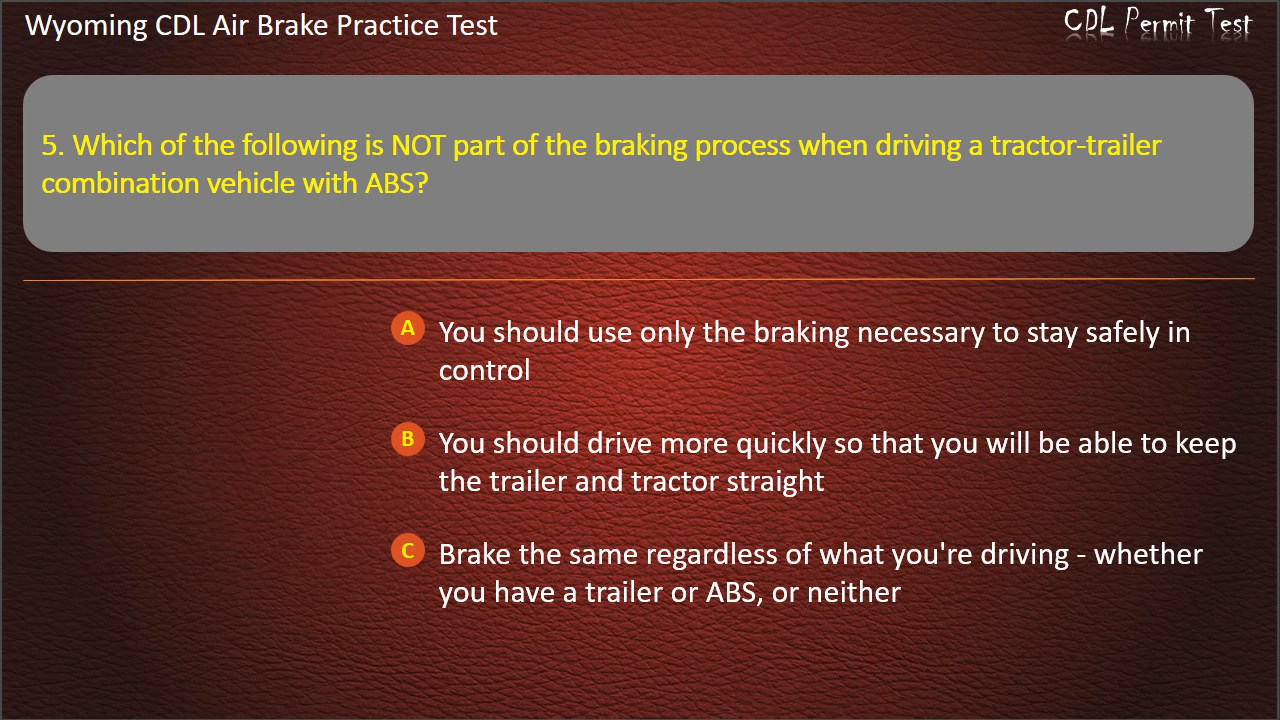 Wyoming CDL Air Brake Practice Test
CDL Permit Test
5. Which of the following is NOT part of the braking process when driving a tractor-trailer
combination vehicle with ABS?
A You should use only the braking necessary to stay safely in
control
B You should drive more quickly so that you will be able to keep
the trailer and tractor straight
C Brake the same regardless of what you're driving - whether
you have a trailer or ABS, or neither